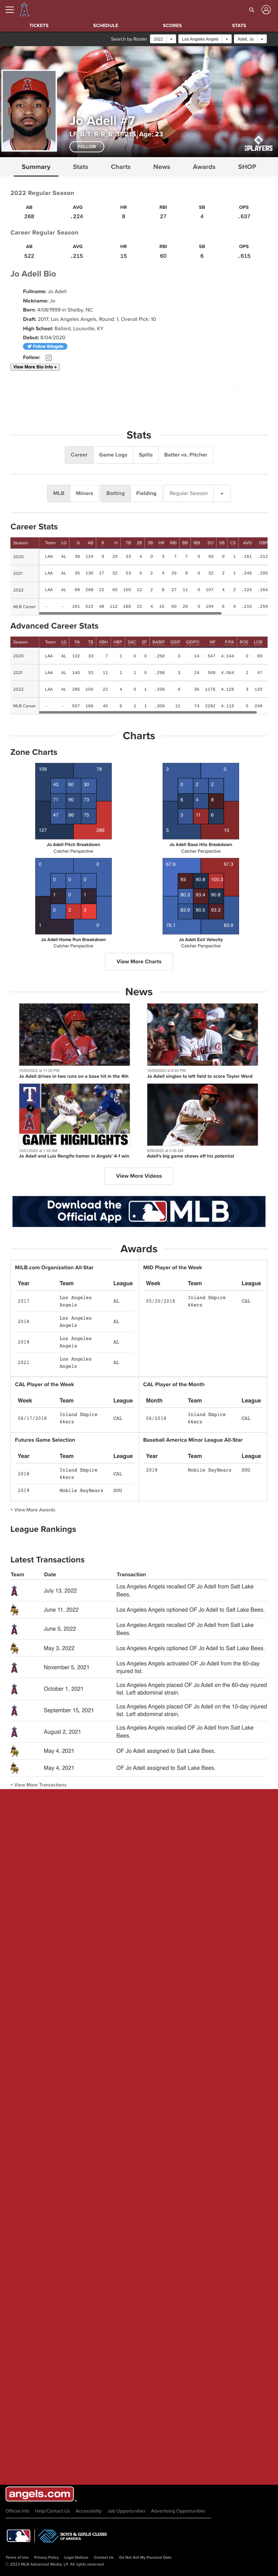 TICKETS SCHEDULE SCORES STATS
Search by Roster 2022 Los Angeles Angels Adell, Jo
Jo Adell #7
LF B/T: R/R 6' 3"/215 Age: 23
FOLLOW
PLAYERS
Summary Stats Charts News Awards SHOP
2022 Regular Season
AB AVG HR RBI SB OPS
268 .224 8 27 4 .637
Career Regular Season
AB AVG HR RBI SB OPS
522 .215 15 60 6 .615
Jo Adell Bio
Fullname: Jo Adell
Nickname: Jo
Born: 4/08/1999 in Shelby, NC
Draft: 2017, Los Angeles Angels, Round: 1, Overall Pick: 10
High School: Ballard, Louisville, KY
Debut: 8/04/2020
Follow @Angels
Follow:
View More Bio Info +
Stats
Career Game Logs Splits Batter vs. Pitcher
MLB Minors Batting Fielding Regular Season
Career Stats
Season Team LG G AB R H TB 2B 3B HR RBI BB IBB SO SB CS AVG OBP
2020 LAA AL 38 124 9 20 33 4 0 3 7 7 0 55 0 1 .161 .212
2021 LAA AL 35 130 17 32 53 5 2 4 26 8 0 32 2 1 .246 .295
2022 LAA AL 88 268 22 60 100 12 2 8 27 11 0 107 4 2 .224 .264
MLB Career - - 161 522 48 112 186 21 4 15 60 26 0 194 6 4 .215 .259
Advanced Career Stats
Season Team LG PA TB XBH HBP SAC SF BABIP GIDP GIDPO NP P/PA ROE LOB
2020 LAA AL 132 33 7 1 0 0 .258 3 14 547 4.144 0 69
2021 LAA AL 140 53 11 1 1 0 .298 3 24 569 4.064 2 47
2022 LAA AL 285 100 22 4 0 1 .338 6 36 1176 4.126 3 133
MLB Career - - 557 186 40 6 1 1 .309 12 74 2292 4.115 5 249
Charts
Zone Charts
109 78
43 60 30
71 90 73
47 86 75
127 286
3 0
0 2 2
6 4 8
3 11 6
5 10
Jo Adell Pitch Breakdown
Catcher Perspective
Jo Adell Base Hits Breakdown
Catcher Perspective
0 0
0 0 0
1 0 1
0 2 3
1 0
87.6 97.3
83 90.8 100.3
80.3 93.4 90.8
83.9 90.5 93.3
76.1 83.9
Jo Adell Home Run Breakdown
Catcher Perspective
Jo Adell Exit Velocity
Catcher Perspective
View More Charts
News
Jo Adell drives in two runs on a base hit in the 4th
Jo Adell singles to left field to score Taylor Ward
GAME HIGHLIGHTS
Jo Adell and Luis Rengifo homer in Angels' 4-1 win
Adell's big game shows off his potential
View More Videos
Download the
Official App MLB
Awards
MiLB.com Organization All-Star
Year Team League
2017 Los Angeles Angels AL
2018 Los Angeles Angels AL
2019 Los Angeles Angels AL
2021 Los Angeles Angels AL
MID Player of the Week
Week Team League
05/20/2018 Inland Empire 66ers CAL
CAL Player of the Week
Week Team League
06/17/2018 Inland Empire 66ers CAL
CAL Player of the Month
Month Team League
06/2018 Inland Empire 66ers CAL
Futures Game Selection
Year Team League
2018 Inland Empire 66ers CAL
2019 Mobile BayBears SOU
Baseball America Minor League All-Star
Year Team League
2018 Mobile BayBears SOU
+ View More Awards
League Rankings
Latest Transactions
Team Date Transaction
July 13, 2022 Los Angeles Angels recalled OF Jo Adell from Salt Lake Bees.
June 11, 2022 Los Angeles Angels optioned OF Jo Adell to Salt Lake Bees.
June 5, 2022 Los Angeles Angels recalled OF Jo Adell from Salt Lake Bees.
May 3, 2022 Los Angeles Angels optioned OF Jo Adell to Salt Lake Bees.
November 5, 2021 Los Angeles Angels activated OF Jo Adell from the 60-day injured list.
October 1, 2021 Los Angeles Angels placed OF Jo Adell on the 60-day injured list. Left abdominal strain.
September 15, 2021 Los Angeles Angels placed OF Jo Adell on the 10-day injured list. Left abdominal strain.
August 2, 2021 Los Angeles Angels recalled OF Jo Adell from Salt Lake Bees.
May 4, 2021 OF Jo Adell assigned to Salt Lake Bees.
May 4, 2021 OF Jo Adell assigned to Salt Lake Bees.
+ View More Transactions
angels.com
Official Info Help/Contact Us Accessibility Job Opportunities Advertising Opportunities
BOYS & GIRLS CLUBS
OF AMERICA
Terms of Use Privacy Policy Legal Notices Contact Us Do Not Sell My Personal Data
© 2023 MLB Advanced Media, LP. All rights reserved.